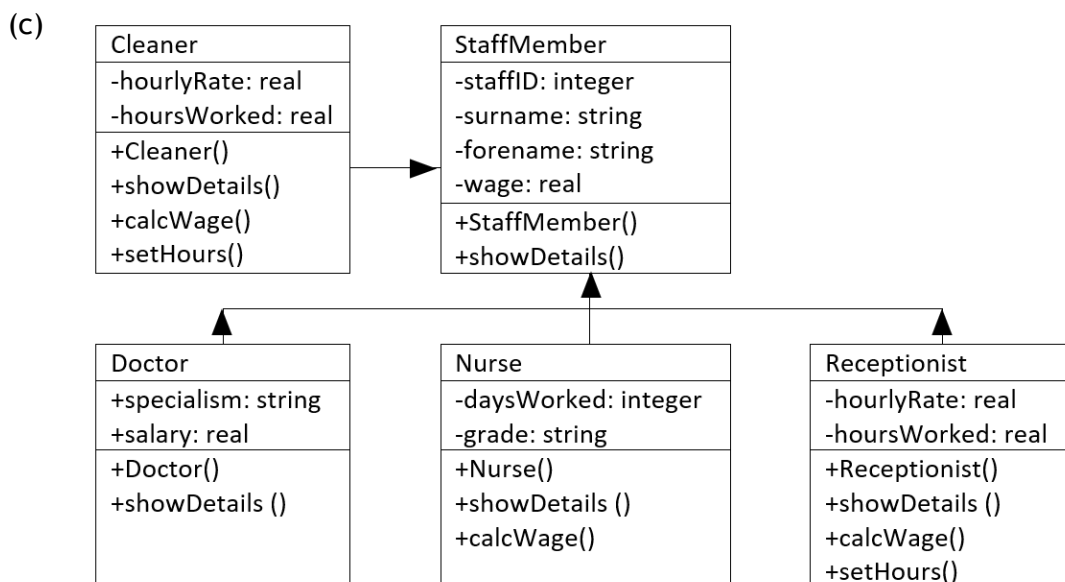 (c)
Cleaner
-hourlyRate: real
-hoursWorked: real
+Cleaner()
+showDetails()
+calcWage()
+setHours()
StaffMember
-staffID: integer
-surname: string
-forename: string
-wage: real
+StaffMember()
+showDetails()
Doctor
+specialism: string
+salary: real
+Doctor()
+showDetails ()
Nurse
-daysWorked: integer
-grade: string
+Nurse()
+showDetails ()
+calcWage()
Receptionist
-hourlyRate: real
-hoursWorked: real
+Receptionist()
+showDetails ()
+calcWage()
+setHours()